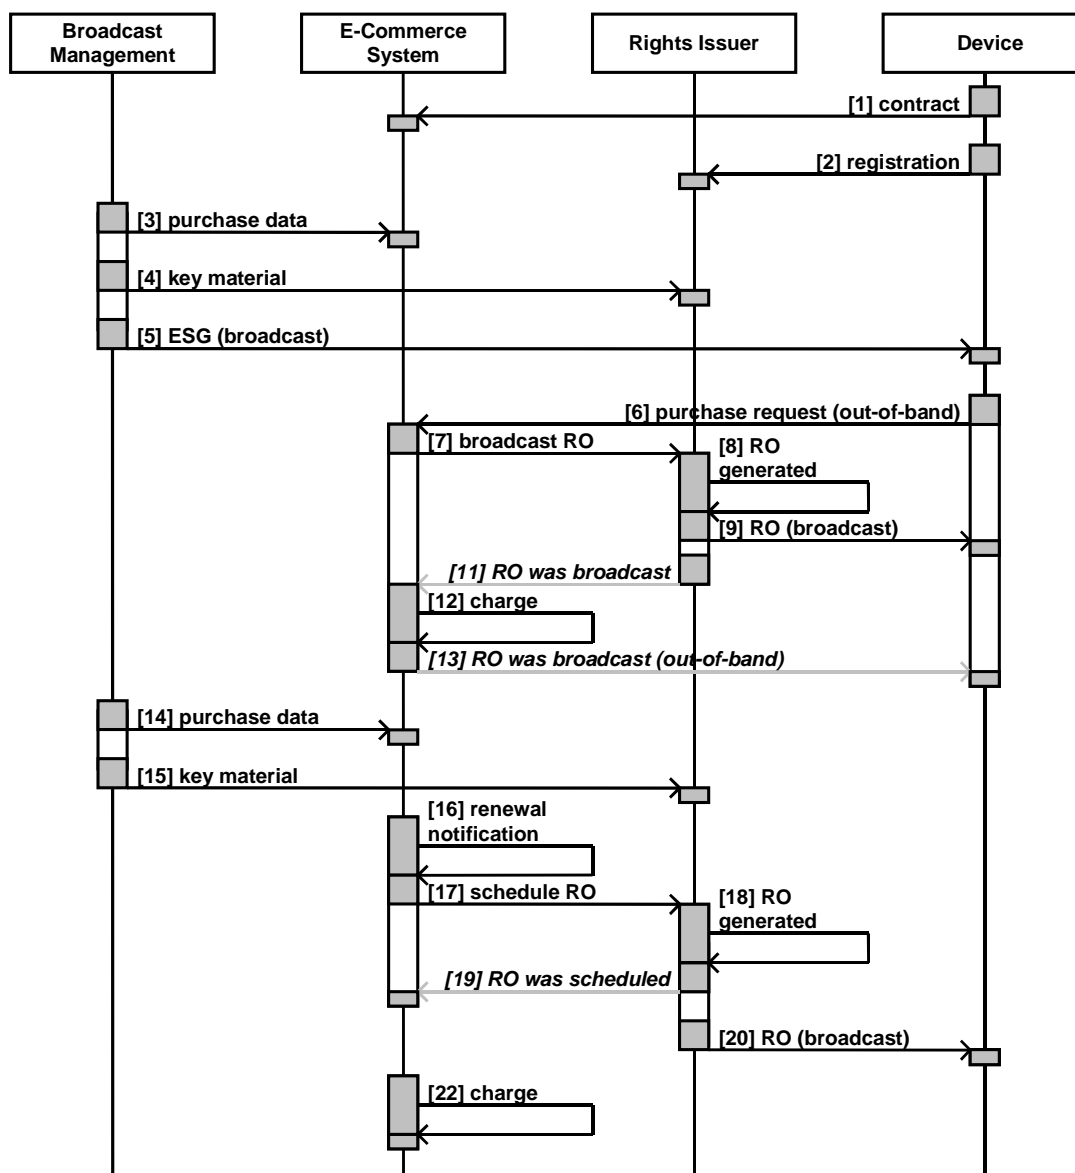 Broadcast
Management
E-Commerce
System
Rights Issuer
Device
[1] contract
[2] registration
[3] purchase data
[4] key material
[5] ESG (broadcast)
[6] purchase request (out-of-band)
[7] broadcast RO
[8] RO
generated
[9] RO (broadcast)
[11] RO was broadcast
[12] charge
[13] RO was broadcast (out-of-band)
[14] purchase data
[15] key material
[16] renewal
notification
[17] schedule RO
[18] RO
generated
[19] RO was scheduled
[20] RO (broadcast)
[22] charge